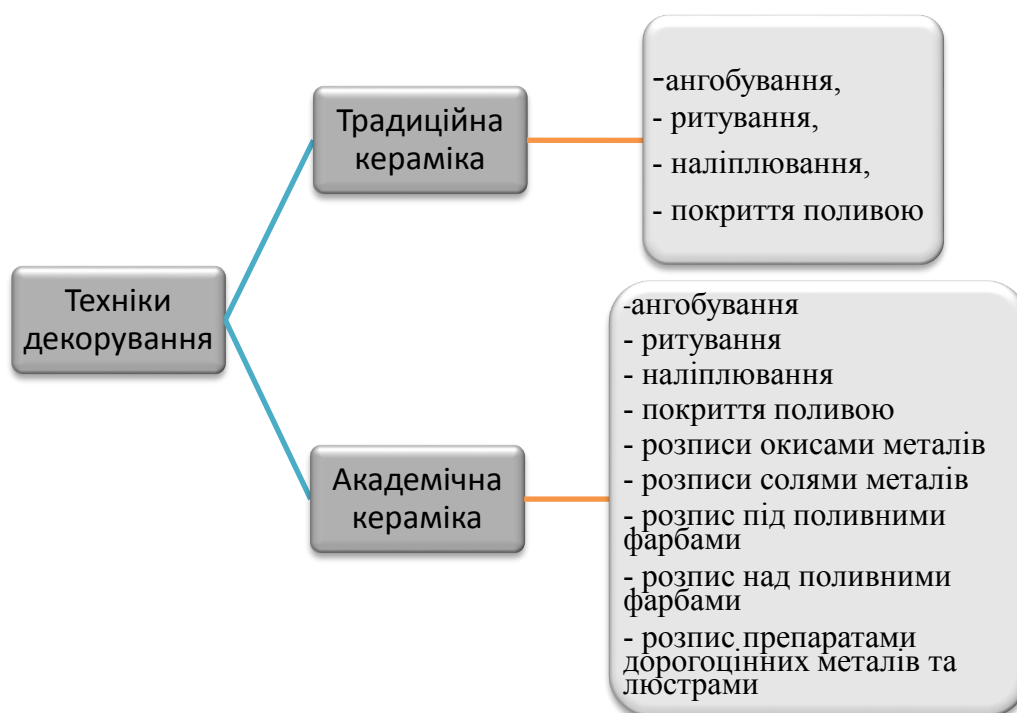 Техніки
декорування
Традиційна
кераміка
-ангобування,
- ритування,
- наліплювання,
- покриття поливою
Академічна
кераміка
-ангобування
- ритування
- наліплювання
- покриття поливою
- розписи окисами металів
- розписи солями металів
- розпис під поливними
фарбами
- розпис над поливними
фарбами
- розпис препаратами
дорогоцінних металів та
люстрами